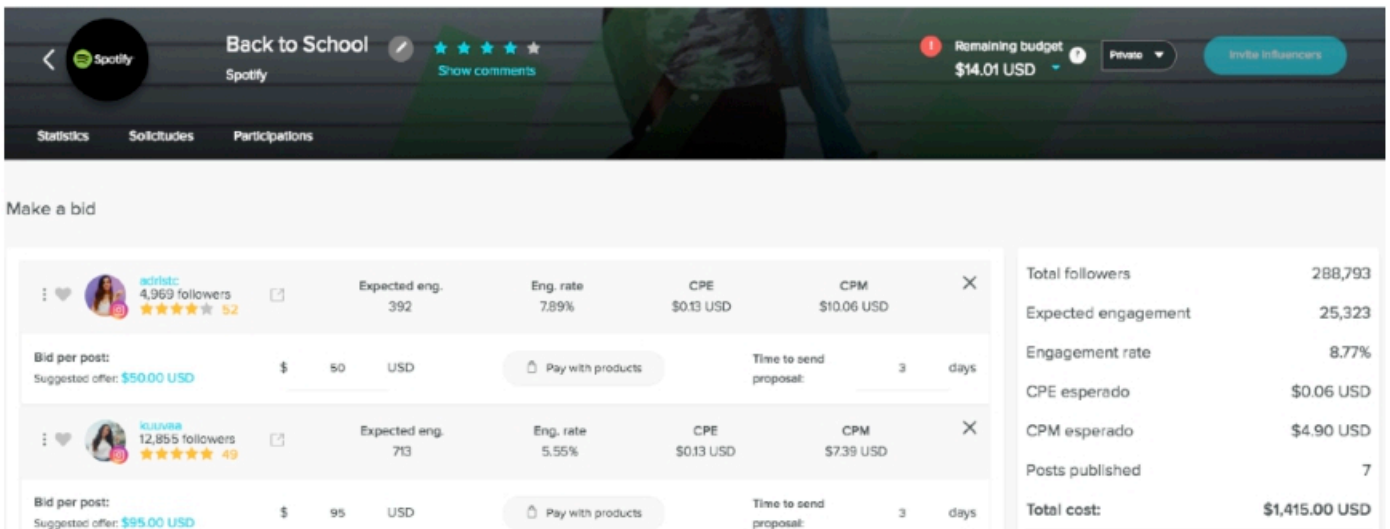 Spotify
Back to School
Spotify
Show comments
Remaining budget
$14.01 USD
Private
Invite Influencers
Statistics
Solicitudes
Participations
Make a bid
adristc
4,969 followers
52
Expected eng.
392
Eng. rate
7.89%
CPE
$0.13 USD
CPM
$10.06 USD
Bid per post:
Suggested offer: $50.00 USD
$ 50 USD
Pay with products
Time to send
proposal:
3 days
kuuvaa
12,855 followers
49
Expected eng.
713
Eng. rate
5.55%
CPE
$0.13 USD
CPM
$7.39 USD
Bid per post:
Suggested offer: $95.00 USD
$ 95 USD
Pay with products
Time to send
proposal:
3 days
Total followers 288,793
Expected engagement 25,323
Engagement rate 8.77%
CPE esperado $0.06 USD
CPM esperado $4.90 USD
Posts published 7
Total cost: $1,415.00 USD